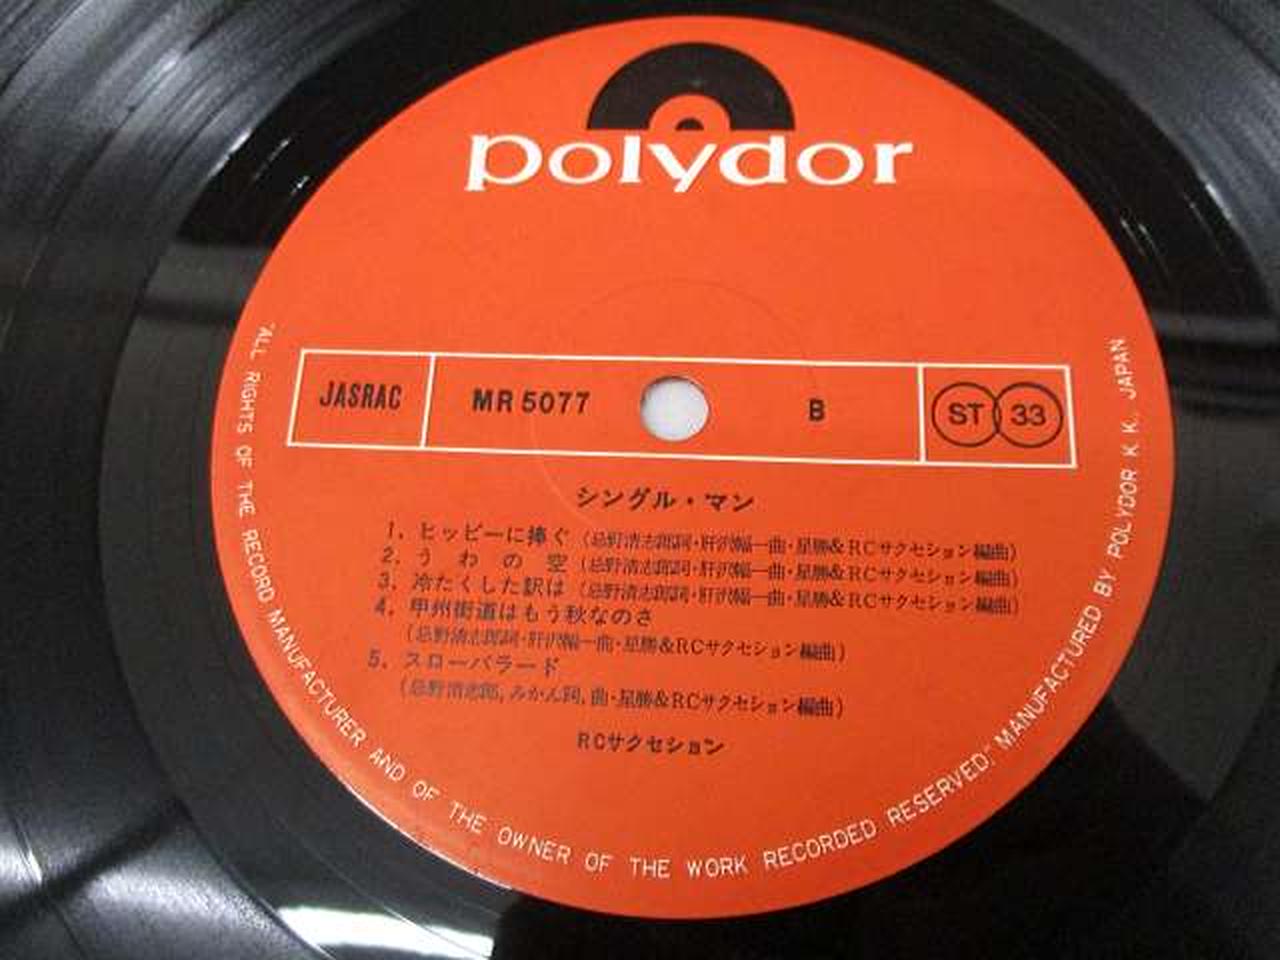 polydor
JASRAC MR 5077 B ST 33
シングル・マン
1. ヒッピーに捧ぐ (忌野清志郎詞・肝沢幅一曲・星勝&RCサクセション編曲)
2. うわの空 (忌野清志郎詞・肝沢幅一曲・星勝&RCサクセション編曲)
3. 冷たくした訳は (忌野清志郎詞・肝沢幅一曲・星勝&RCサクセション編曲)
4. 甲州街道はもう秋なのさ
(忌野清志郎詞・肝沢幅一曲・星勝&RCサクセション編曲)
5. スローバラード
(忌野清志郎, みかん詞, 曲・星勝&RCサクセション編曲)
RCサクセション
"ALL RIGHTS OF THE RECORD MANUFACTURER AND OF THE OWNER OF THE WORK RECORDED RESERVED." MANUFACTURED BY POLYDOR K.K. JAPAN